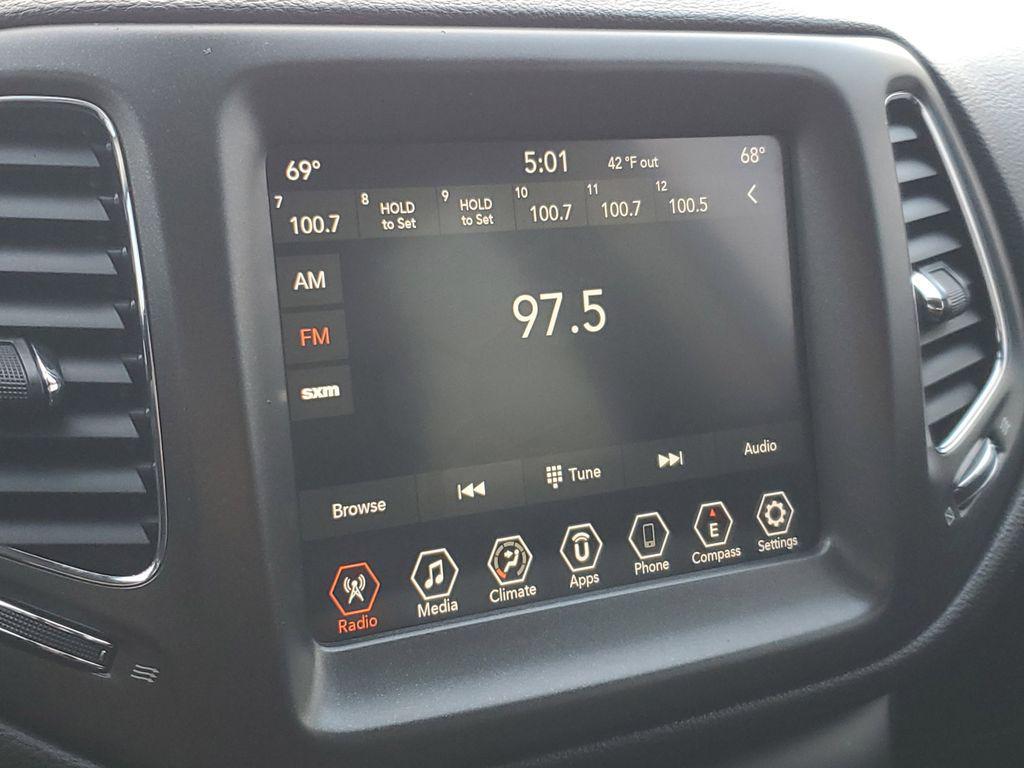 69° 5:01 42 °F out 68°
7 8 9 10 11 12
100.7 HOLD to Set HOLD to Set 100.7 100.7 100.5
AM
97.5
FM
sxm
Browse Tune Audio
Radio Media Climate Apps Phone E Compass Settings